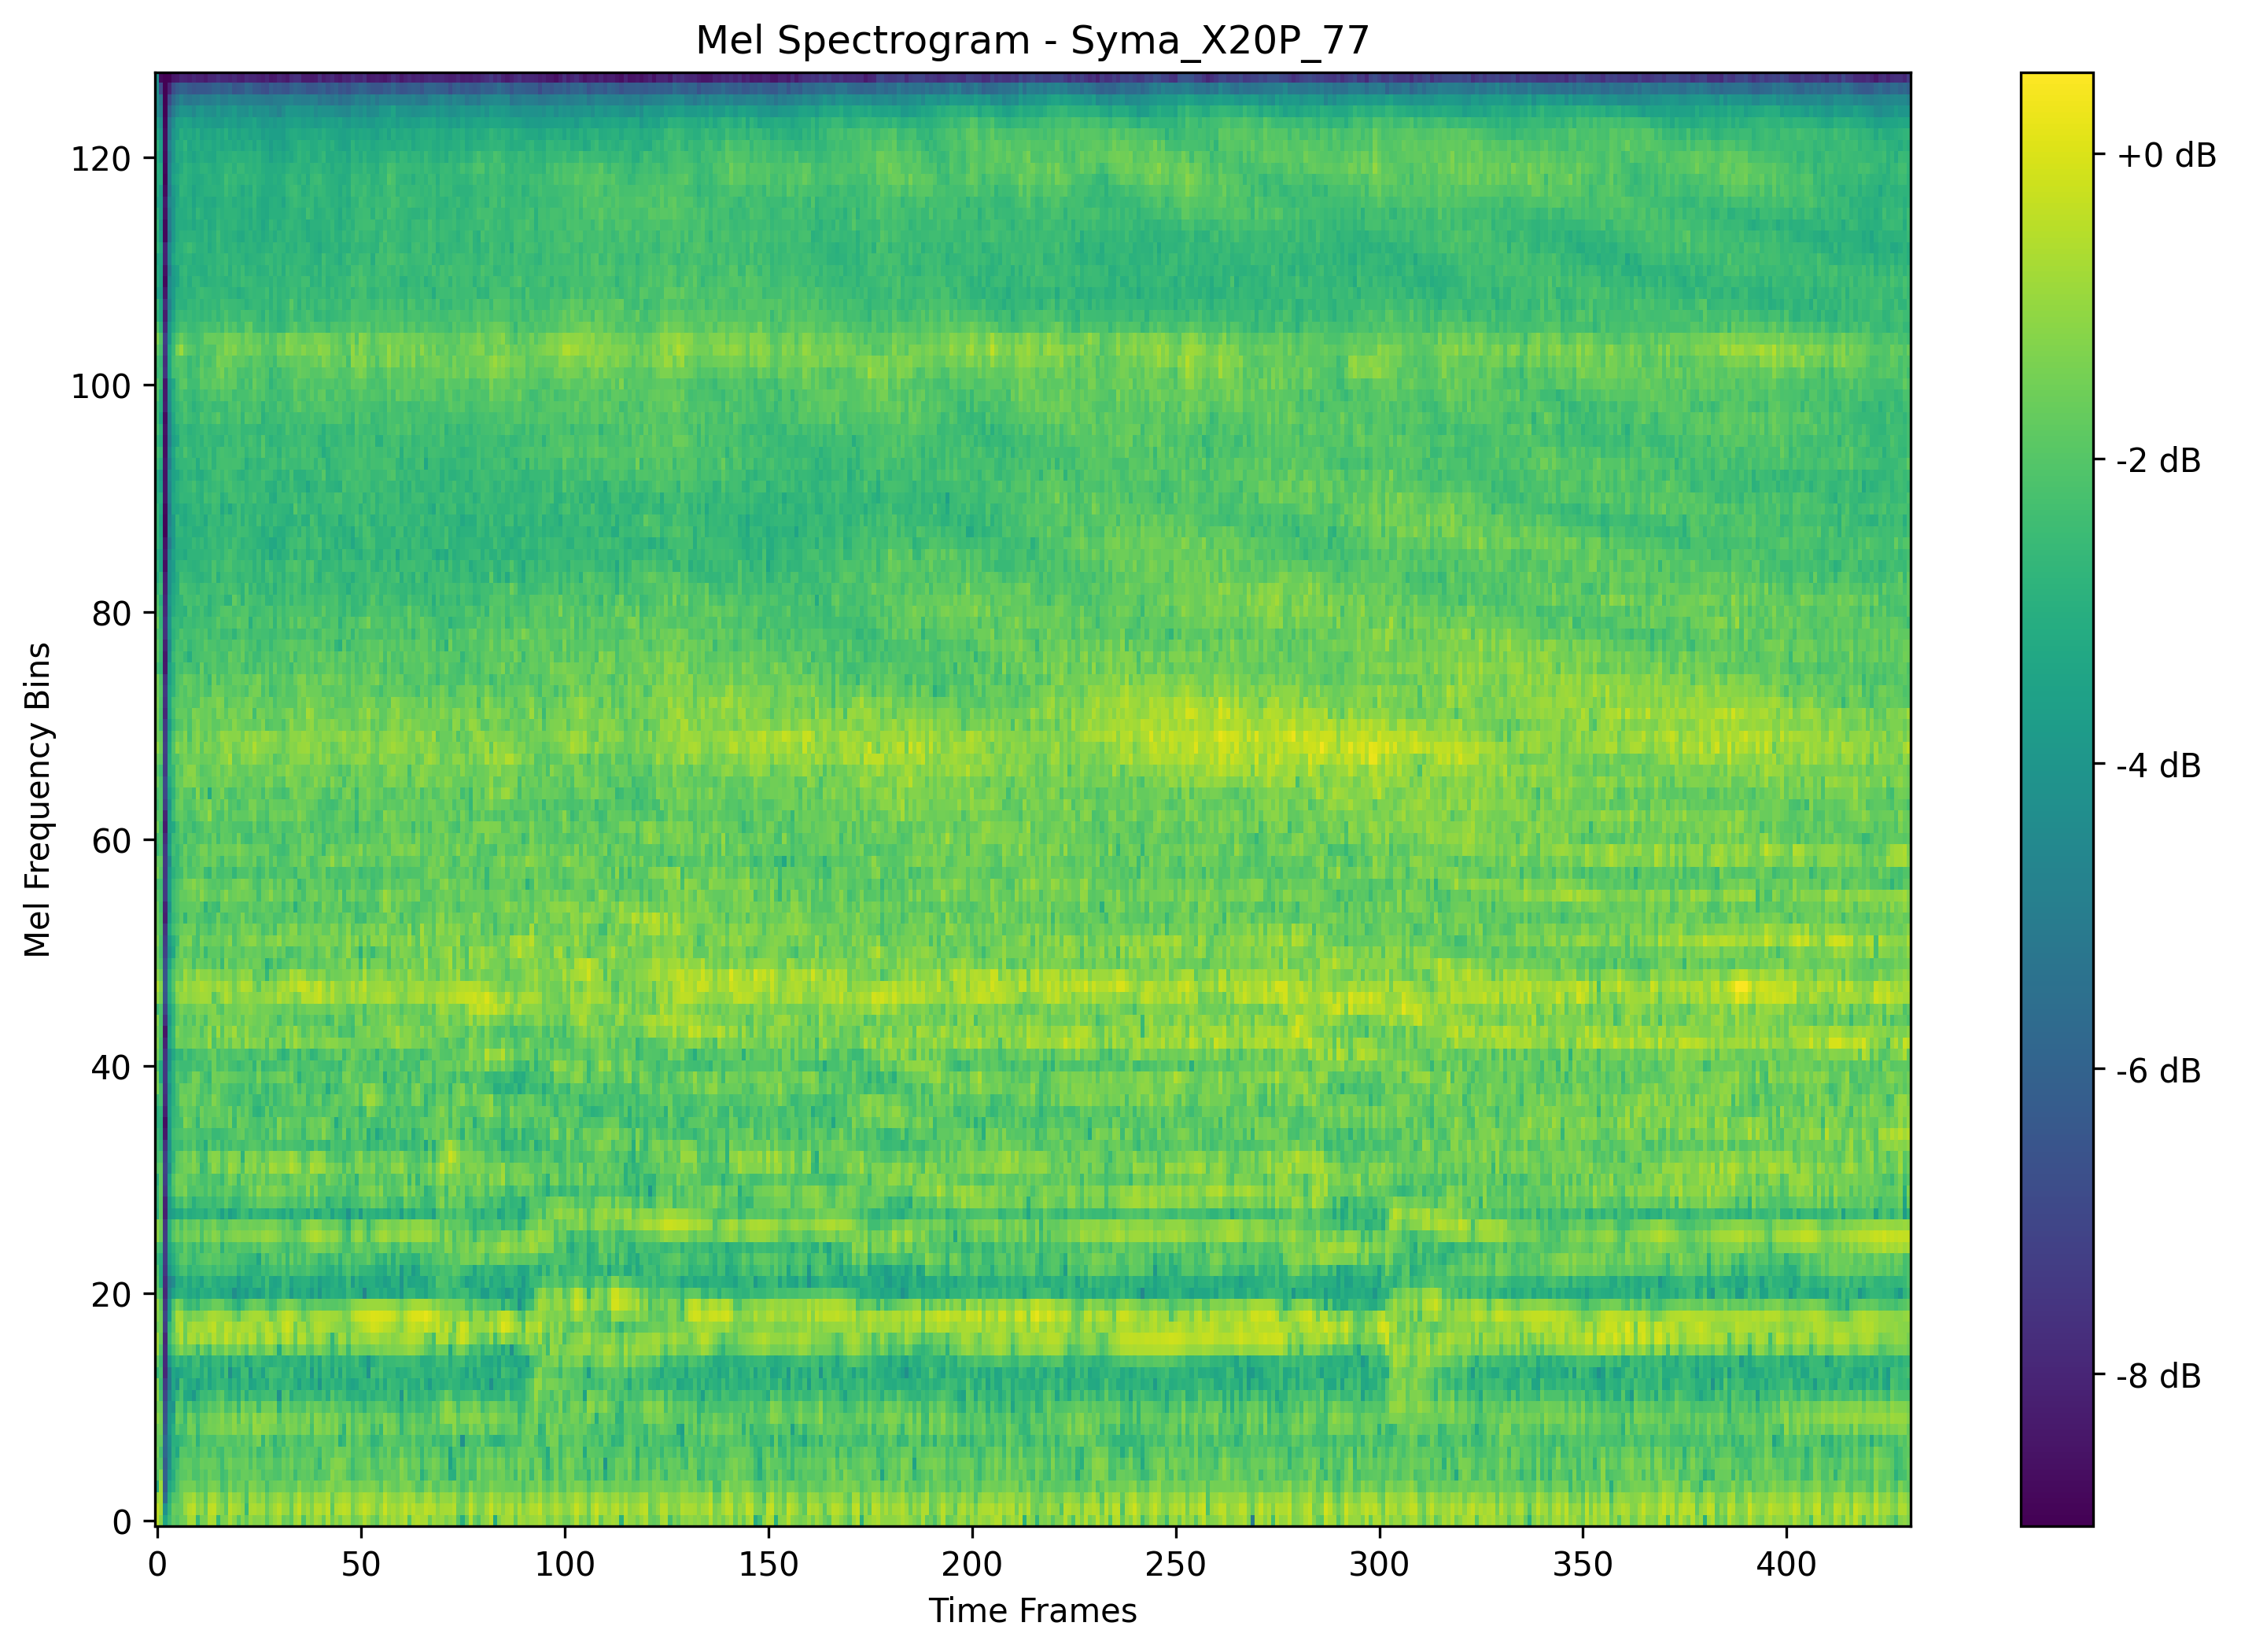 Mel Spectrogram - Syma_X20P_77
Mel Frequency Bins
120
100
80
60
40
20
0
0 50 100 150 200 250 300 350 400
Time Frames
+0 dB
-2 dB
-4 dB
-6 dB
-8 dB